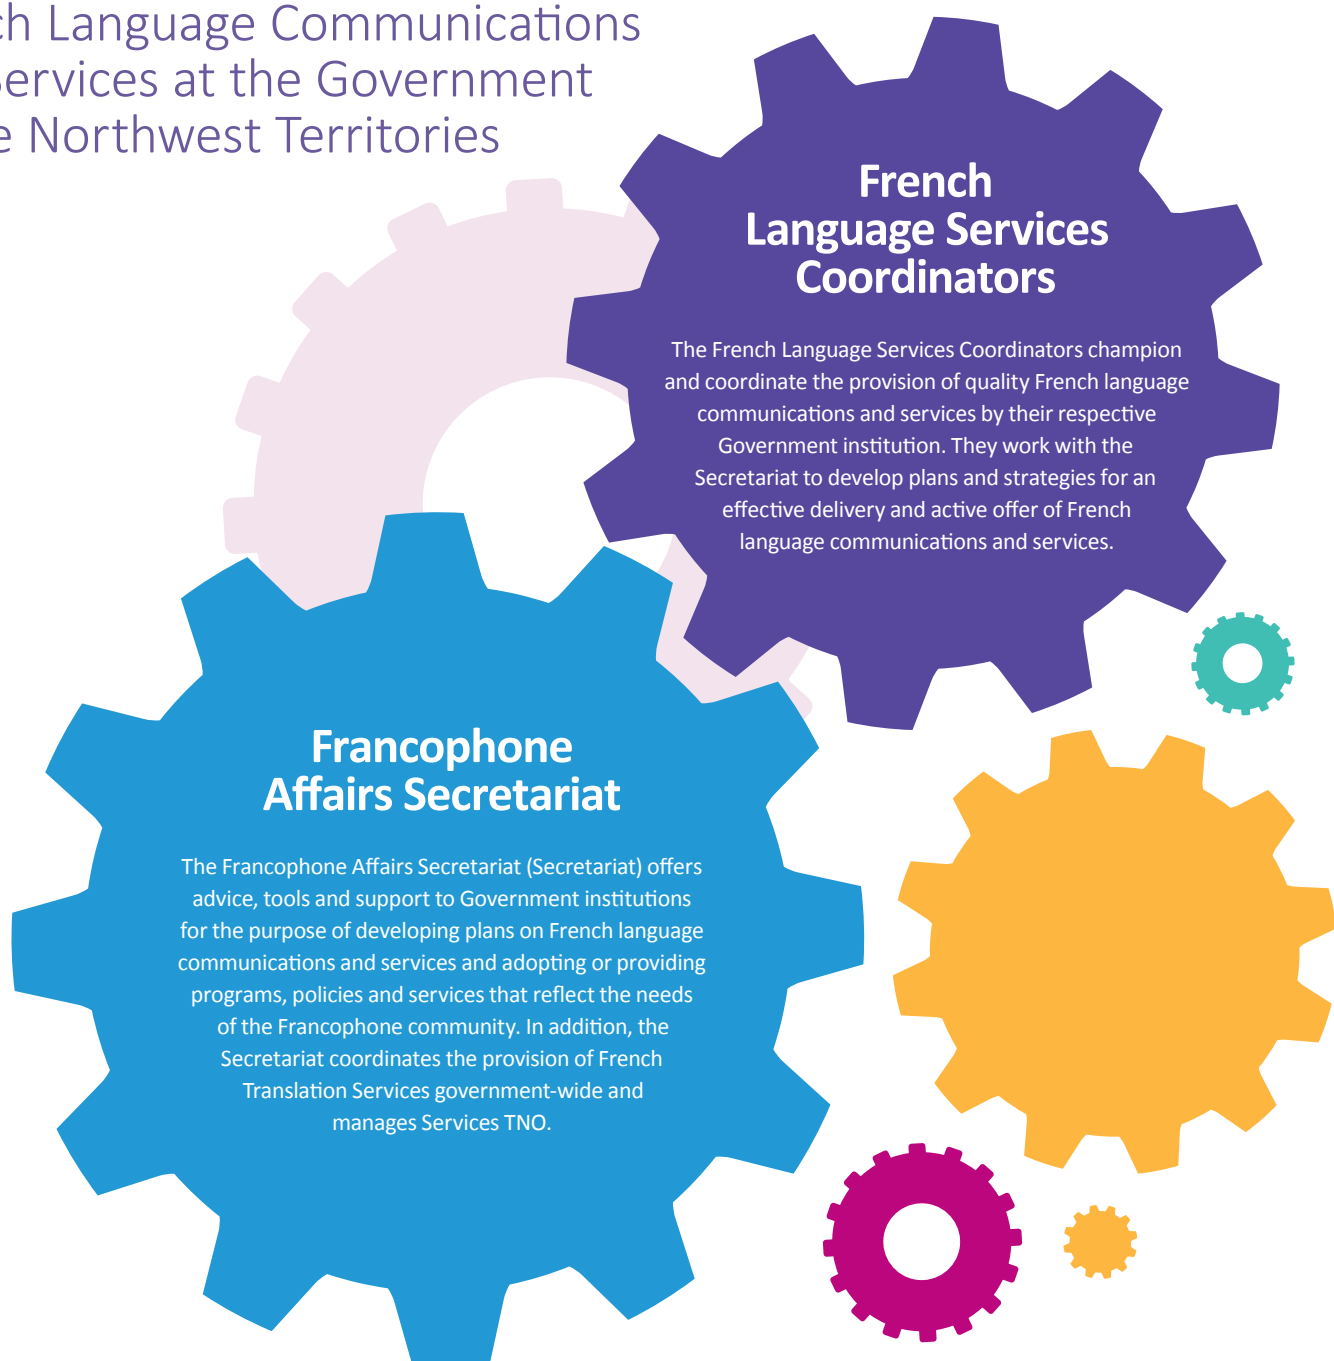 ch Language Communications
Services at the Government
e Northwest Territories
French
Language Services
Coordinators
The French Language Services Coordinators champion
and coordinate the provision of quality French language
communications and services by their respective
Government institution. They work with the
Secretariat to develop plans and strategies for an
effective delivery and active offer of French
language communications and services.
Francophone
Affairs Secretariat
The Francophone Affairs Secretariat (Secretariat) offers
advice, tools and support to Government institutions
for the purpose of developing plans on French language
communications and services and adopting or providing
programs, policies and services that reflect the needs
of the Francophone community. In addition, the
Secretariat coordinates the provision of French
Translation Services government-wide and
manages Services TNO.